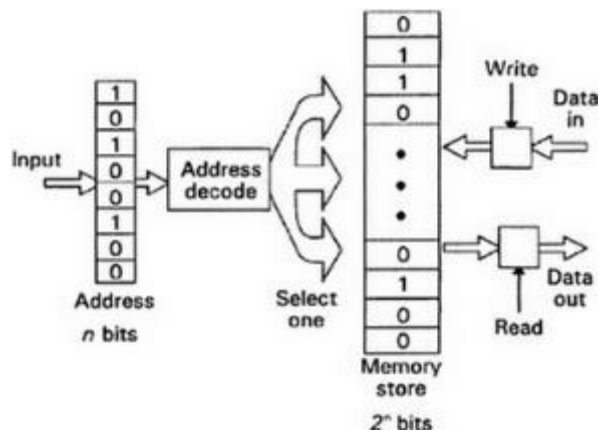 Input
1
0
1
0
0
1
0
0
Address
n bits
Address
decode
Select
one
0
1
1
0
0
1
0
0
Memory
store
2ⁿ bits
Write
Data
in
Data
out
Read